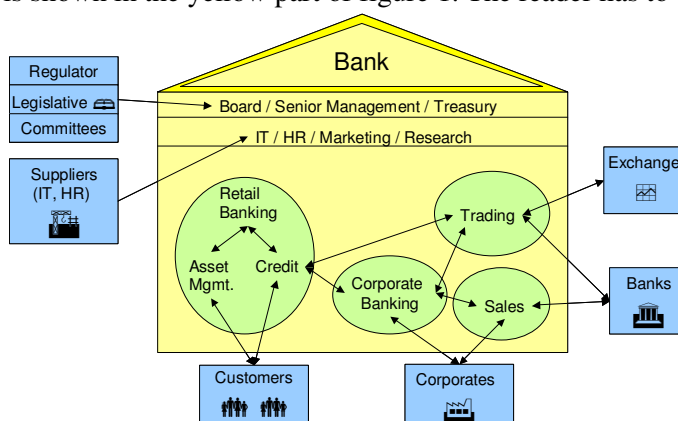 is shown in the yellow part of figure 1. The reader has to
Bank
Regulator
Legislative
Committees
Board / Senior Management / Treasury
IT / HR / Marketing / Research
Suppliers
(IT, HR)
Exchange
Retail
Banking
Trading
Asset
Mgmt.
Credit
Corporate
Banking
Sales
Banks
Customers
Corporates